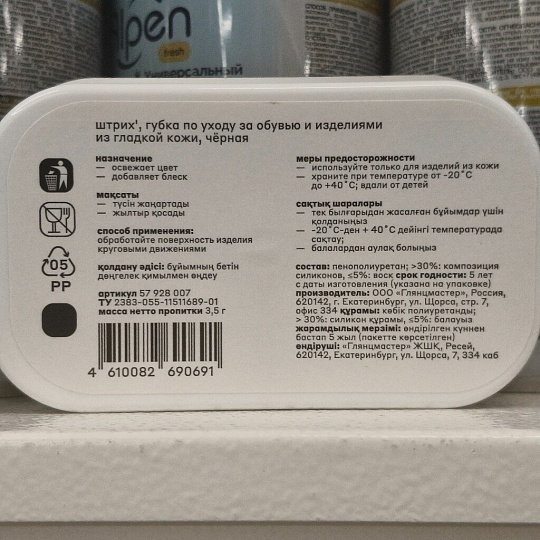 lpen
fresh
Универсальный
штрих', губка по уходу за обувью и изделиями
из гладкой кожи, чёрная
назначение
— освежает цвет
— добавляет блеск
мақсаты
— түсін жаңартады
— жылтыр қосады
способ применения:
обработайте поверхность изделия
круговыми движениями
қолдану әдісі: бұйымның бетін
дөңгелек қимылмен өңдеу
артикул 57 928 007
ТУ 2383-055-11511689-01
масса нетто пропитки 3,5 г
4 610082 690691
05
PP
меры предосторожности
— используйте только для изделий из кожи
— храните при температуре от -20˚C
до +40˚C; вдали от детей
сақтық шаралары
— тек былғарыдан жасалған бұйымдар үшін
қолданыңыз
— -20˚C-ден + 40˚C дейінгі температурада
сақтау;
— балалардан аулақ болыңыз
состав: пенополиуретан; >30%: композиция
силиконов, ≤5%: воск срок годности: 5 лет
с даты изготовления (указана на упаковке)
производитель: ООО «Глянцмастер», Россия,
620142, г. Екатеринбург, ул. Щорса, стр. 7,
офис 334 құрамы: көбік полиуретанды;
> 30%: силикон құрамы, ≤5%: балауыз
жарамдылық мерзімі: өндірілген күннен
бастап 5 жыл (пакетте көрсетілген)
өндіруші: «Глянцмастер» ЖШҚ, Ресей,
620142, Екатеринбург, ул. Щорса, 7, 334 каб